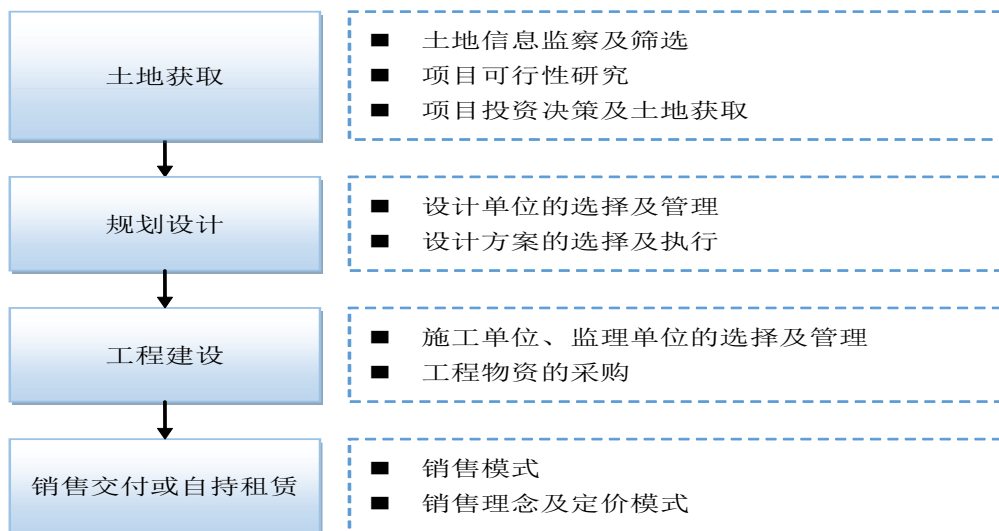 土地获取
■ 土地信息监察及筛选
■ 项目可行性研究
■ 项目投资决策及土地获取
规划设计
■ 设计单位的选择及管理
■ 设计方案的选择及执行
工程建设
■ 施工单位、监理单位的选择及管理
■ 工程物资的采购
销售交付或自持租赁
■ 销售模式
■ 销售理念及定价模式